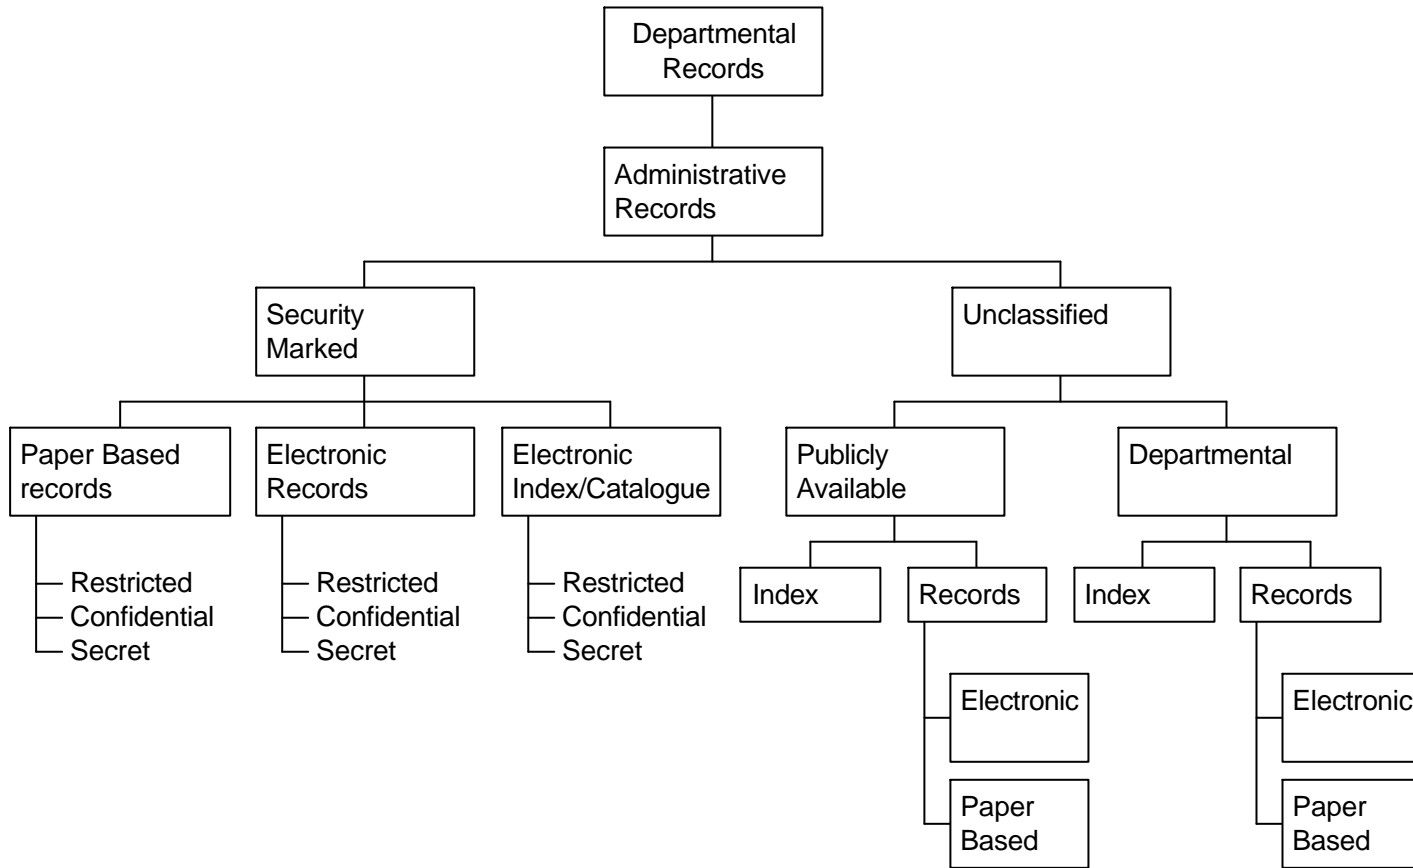 Departmental
Records
Administrative
Records
Security
Marked
Unclassified
Paper Based
records
Electronic
Records
Electronic
Index/Catalogue
Publicly
Available
Departmental
Restricted
Confidential
Secret
Restricted
Confidential
Secret
Restricted
Confidential
Secret
Index
Records
Index
Records
Electronic
Paper
Based
Electronic
Paper
Based